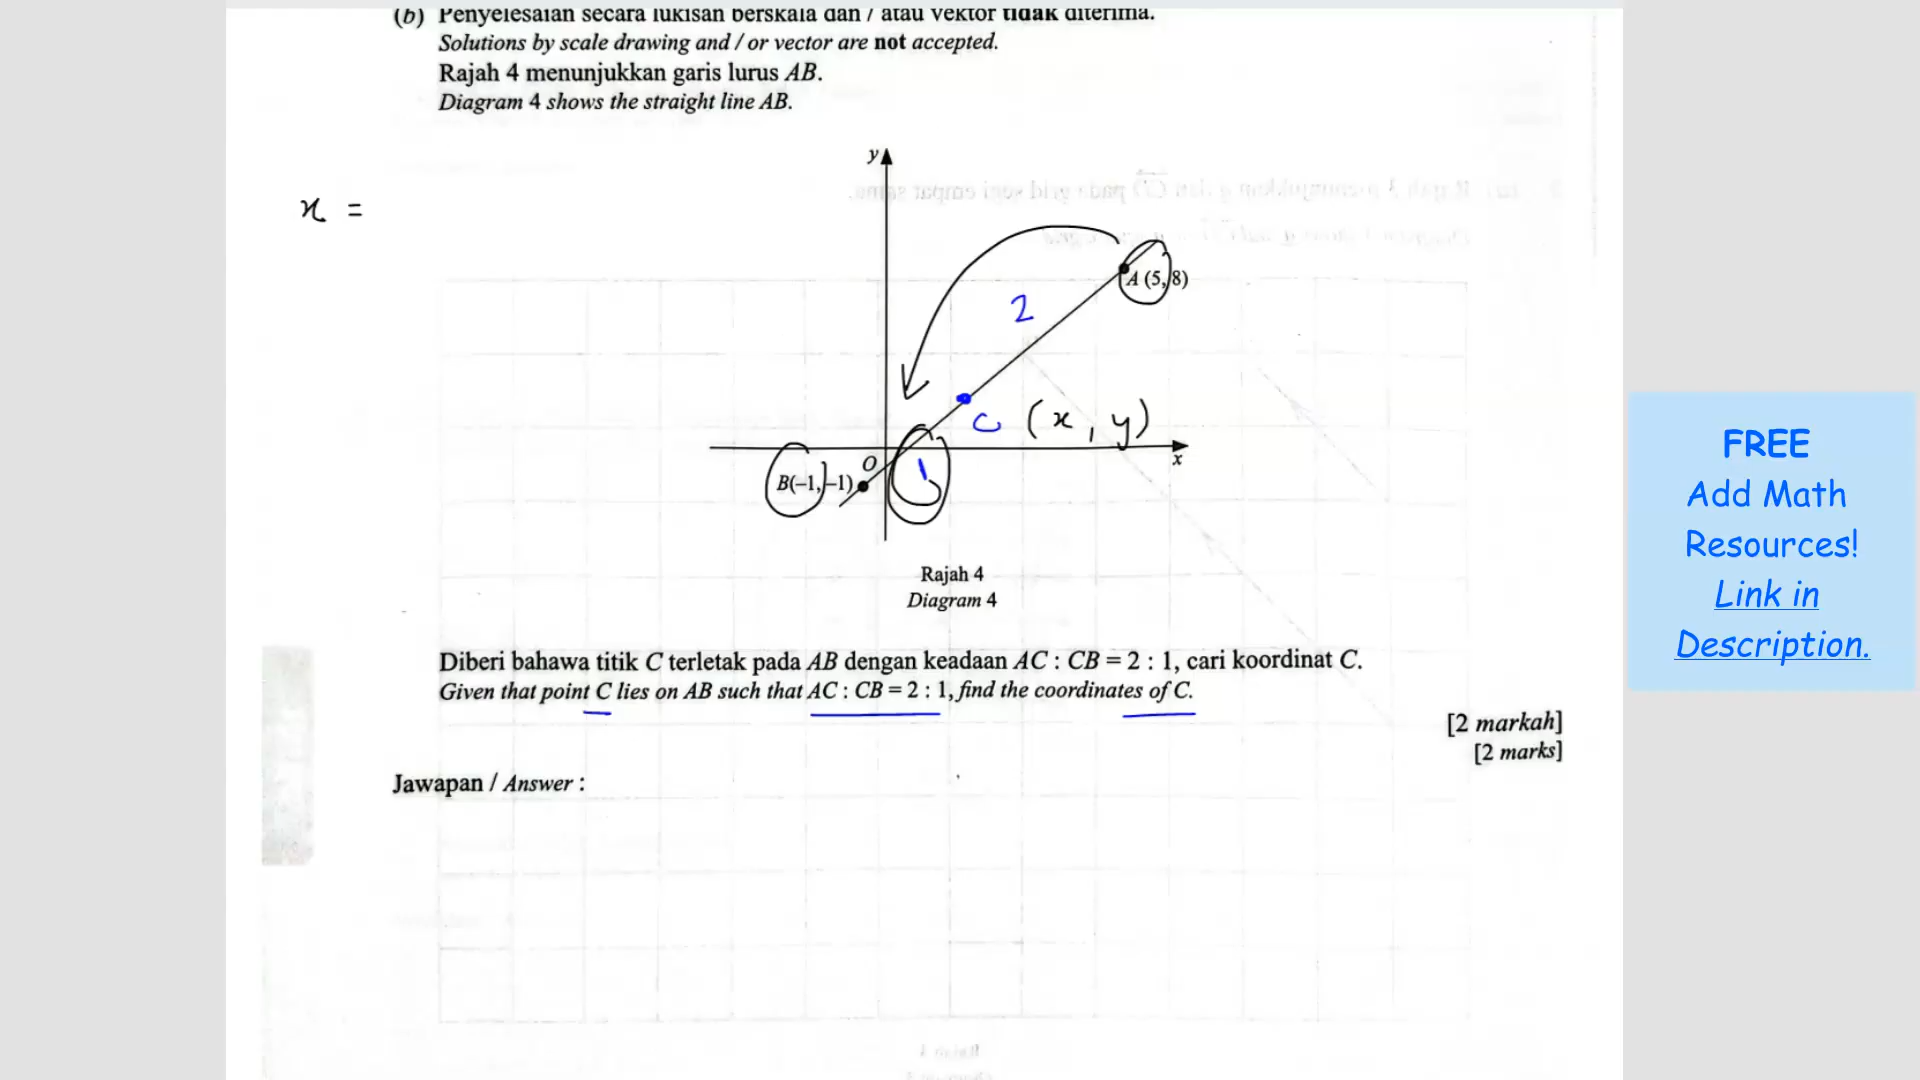 (b) Penyelesaian secara lukisan berskala dan / atau vektor tidak diterima.
Solutions by scale drawing and / or vector are not accepted.
Rajah 4 menunjukkan garis lurus AB.
Diagram 4 shows the straight line AB.
y
x =
A (5, 8)
2
C (x, y)
O
x
B(−1, −1)
1
Rajah 4
Diagram 4
Diberi bahawa titik C terletak pada AB dengan keadaan AC : CB = 2 : 1, cari koordinat C.
Given that point C lies on AB such that AC : CB = 2 : 1, find the coordinates of C.
[2 markah]
[2 marks]
Jawapan / Answer :
FREE
Add Math
Resources!
Link in
Description.